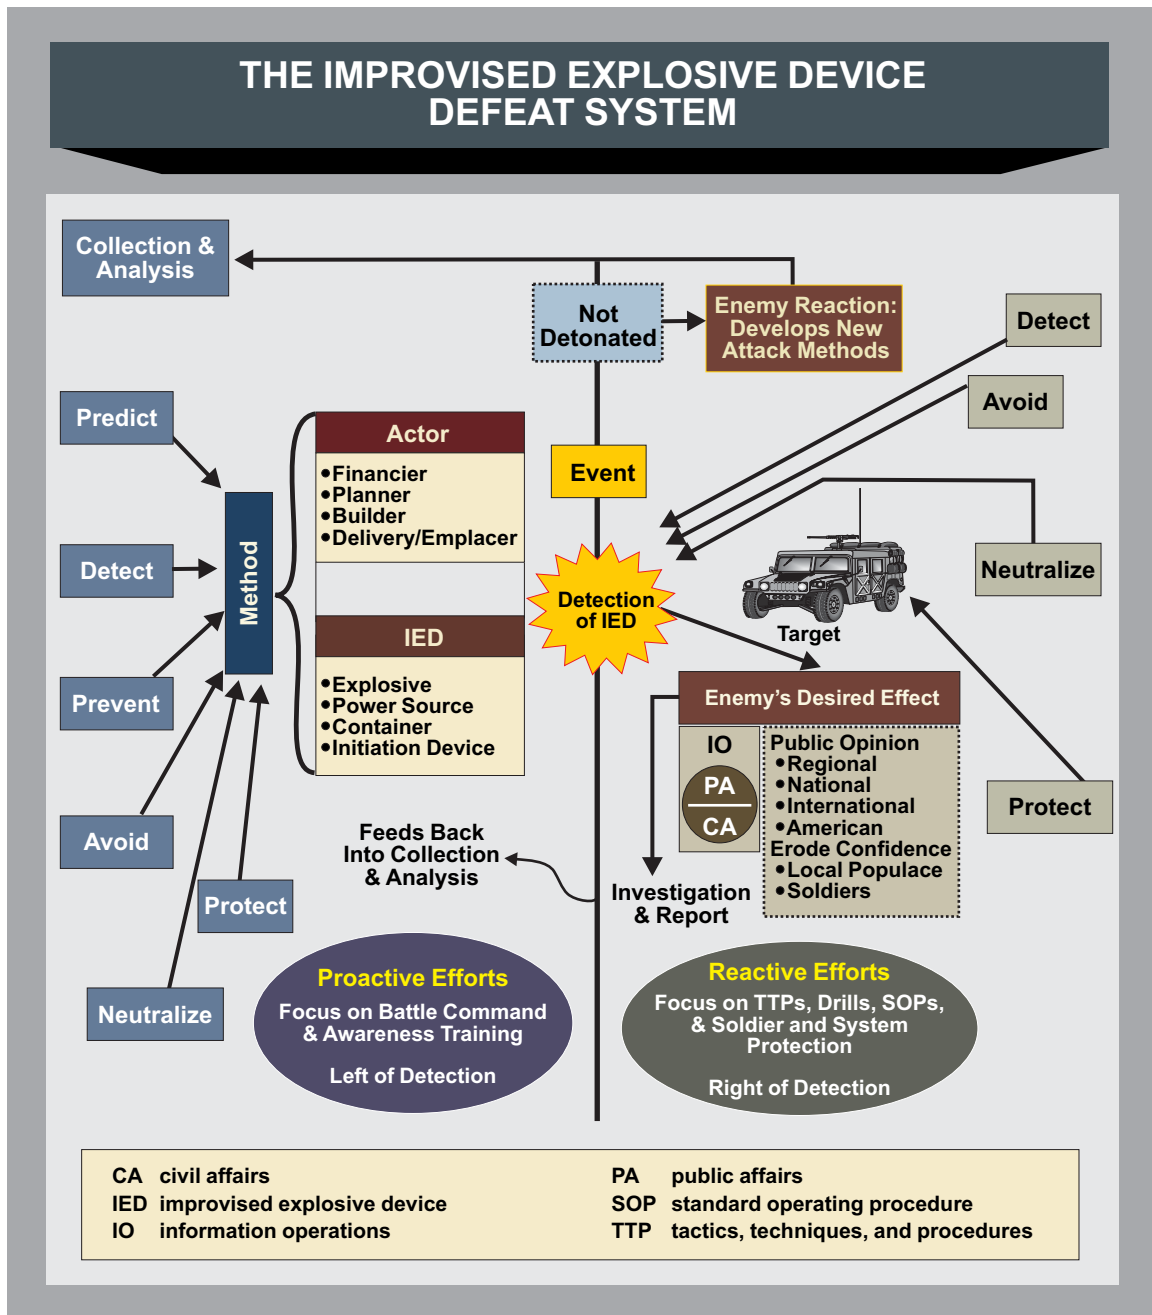 THE IMPROVISED EXPLOSIVE DEVICE
DEFEAT SYSTEM
Collection &
Analysis
Not
Detonated
Enemy Reaction:
Develops New
Attack Methods
Detect
Avoid
Predict
Actor
•Financier
•Planner
•Builder
•Delivery/Emplacer
Event
Method
Detect
Detection
of IED
Target
Neutralize
IED
•Explosive
•Power Source
•Container
•Initiation Device
Prevent
Enemy's Desired Effect
IO
PA
CA
Public Opinion
•Regional
•National
•International
•American
Erode Confidence
•Local Populace
•Soldiers
Protect
Avoid
Feeds Back
Into Collection
& Analysis
Investigation
& Report
Protect
Neutralize
Proactive Efforts
Focus on Battle Command
& Awareness Training
Left of Detection
Reactive Efforts
Focus on TTPs, Drills, SOPs,
& Soldier and System
Protection
Right of Detection
CA civil affairs
IED improvised explosive device
IO information operations
PA public affairs
SOP standard operating procedure
TTP tactics, techniques, and procedures